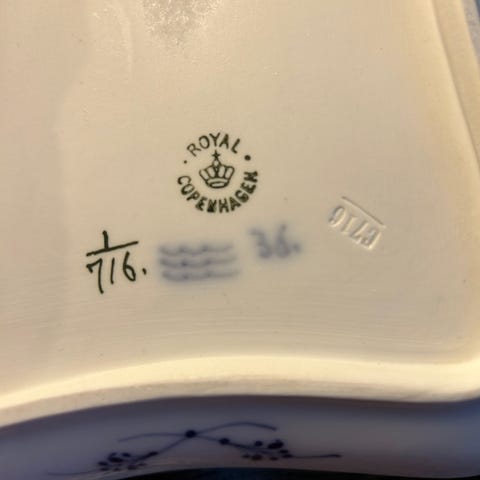 ROYAL
COPENHAGEN
1
716. 36.